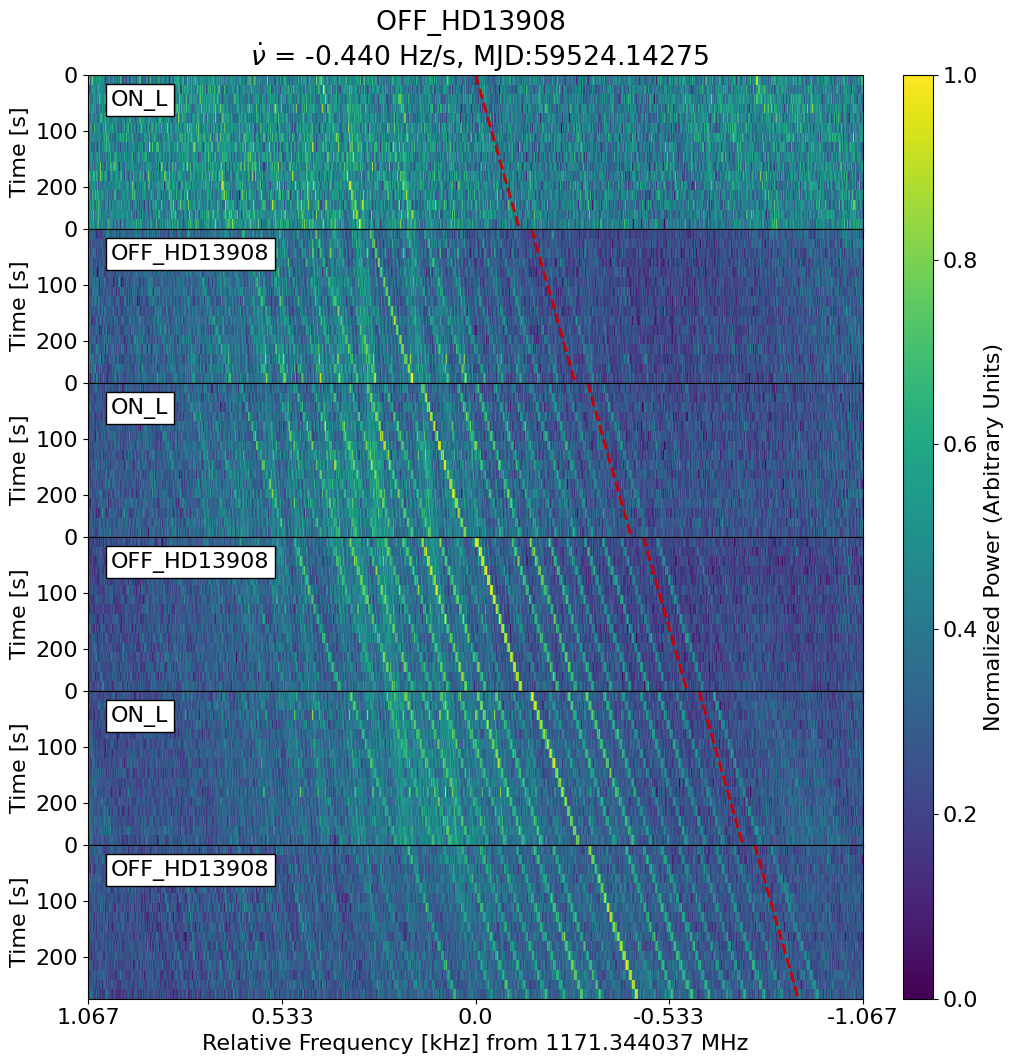 OFF_HD13908
ν̇ = -0.440 Hz/s, MJD:59524.14275
ON_L
OFF_HD13908
ON_L
OFF_HD13908
ON_L
OFF_HD13908
Time [s]
Time [s]
Time [s]
Time [s]
Time [s]
Time [s]
0
100
200
0
100
200
0
100
200
0
100
200
0
100
200
0
100
200
1.067
0.533
0.0
-0.533
-1.067
Relative Frequency [kHz] from 1171.344037 MHz
1.0
0.8
0.6
0.4
0.2
0.0
Normalized Power (Arbitrary Units)